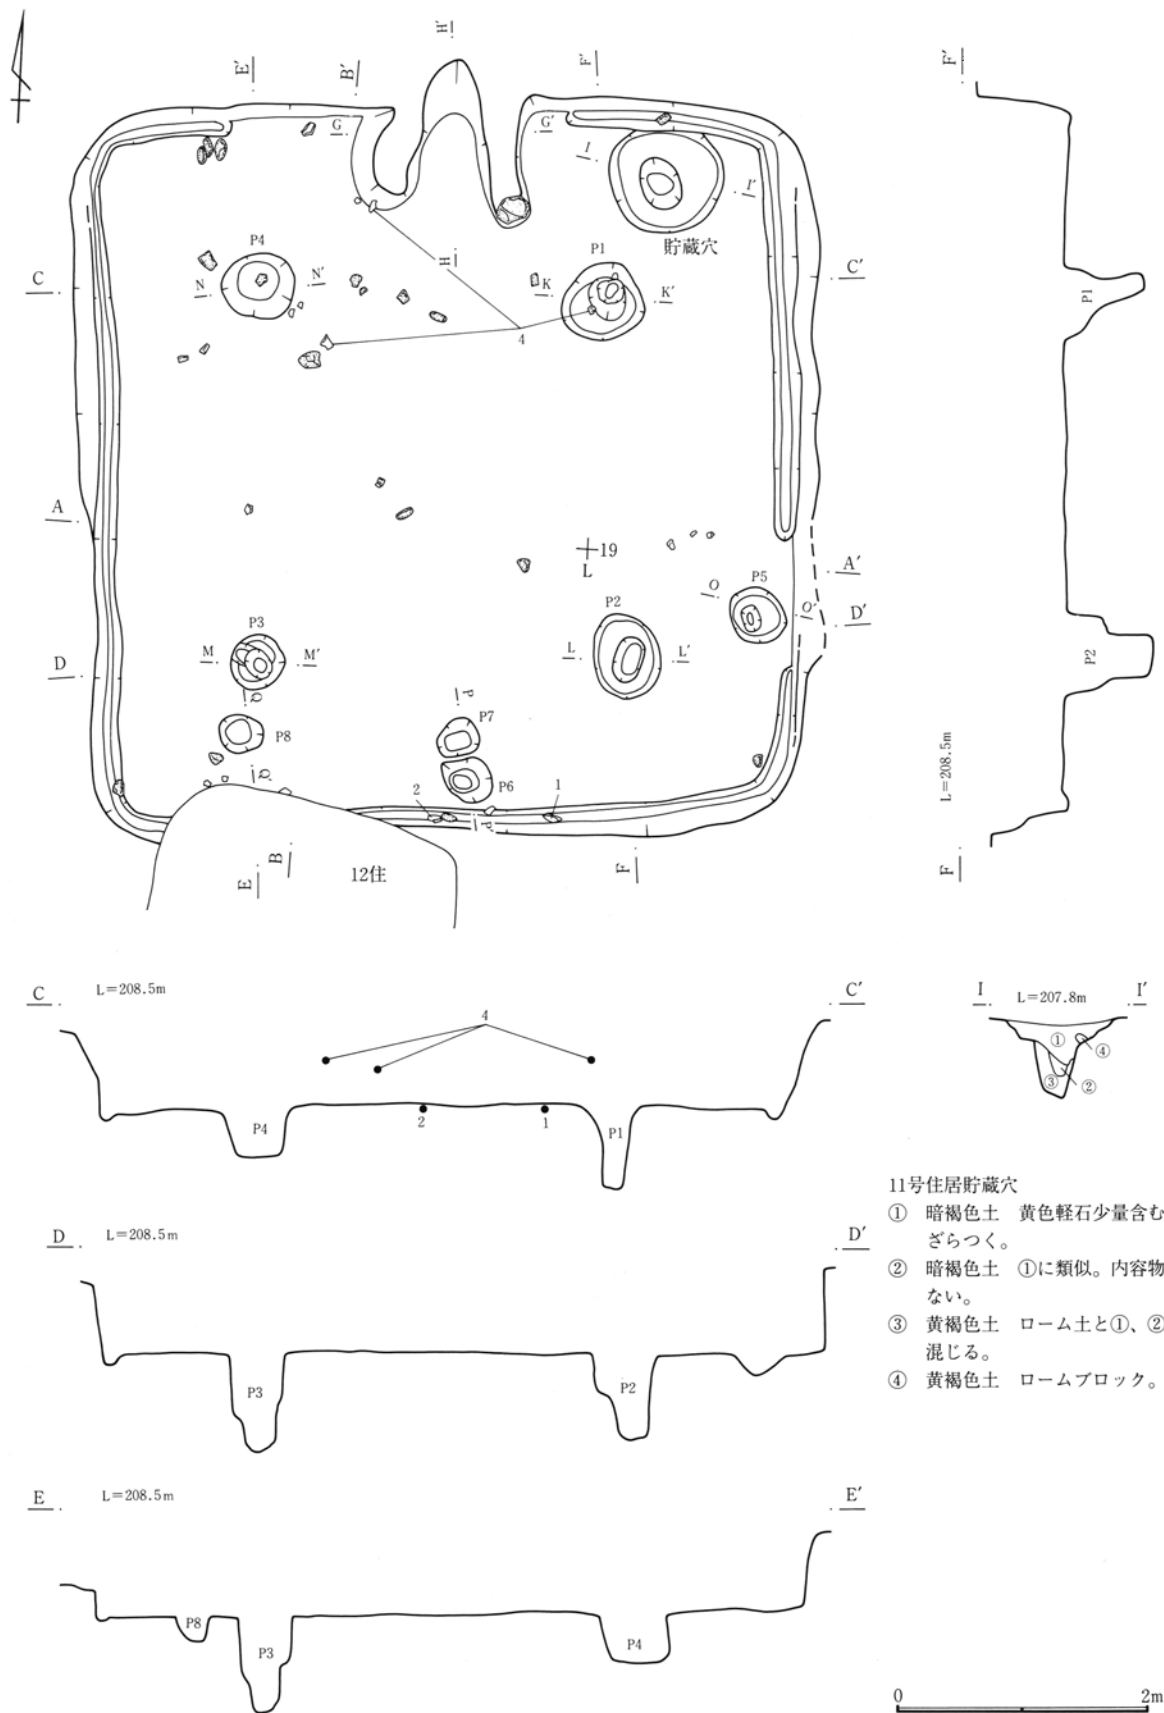 H'
E'
B'
F'
F'
G
G'
I
I'
貯蔵穴
P4
P1
C
N
N'
H
K
K'
C'
P1
4
A
19
L
A'
P5
O
O'
D'
P2
P3
M
M'
L
L'
D
P2
Q
P
P7
P8
P6
Q'
2
1
P'
L=208.5m
B
E
12住
F
F
C
L=208.5m
C'
4
P4
2
1
P1
I
L=207.8m
I'
①
④
③
②
D
L=208.5m
D'
P3
P2
11号住居貯蔵穴
① 暗褐色土 黄色軽石少量含む
ざらつく。
② 暗褐色土 ①に類似。内容物
ない。
③ 黄褐色土 ローム土と①、②
混じる。
④ 黄褐色土 ロームブロック。
E
L=208.5m
E'
P8
P3
P4
0
2m